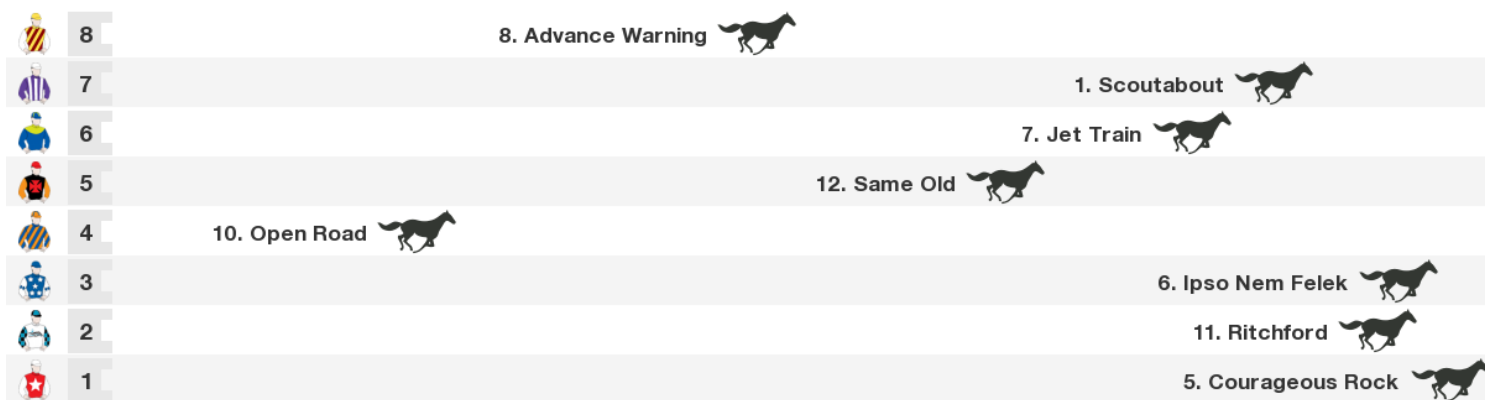 8 8. Advance Warning
7 1. Scoutabout
6 7. Jet Train
5 12. Same Old
4 10. Open Road
3 6. Ipso Nem Felek
2 11. Ritchford
1 5. Courageous Rock